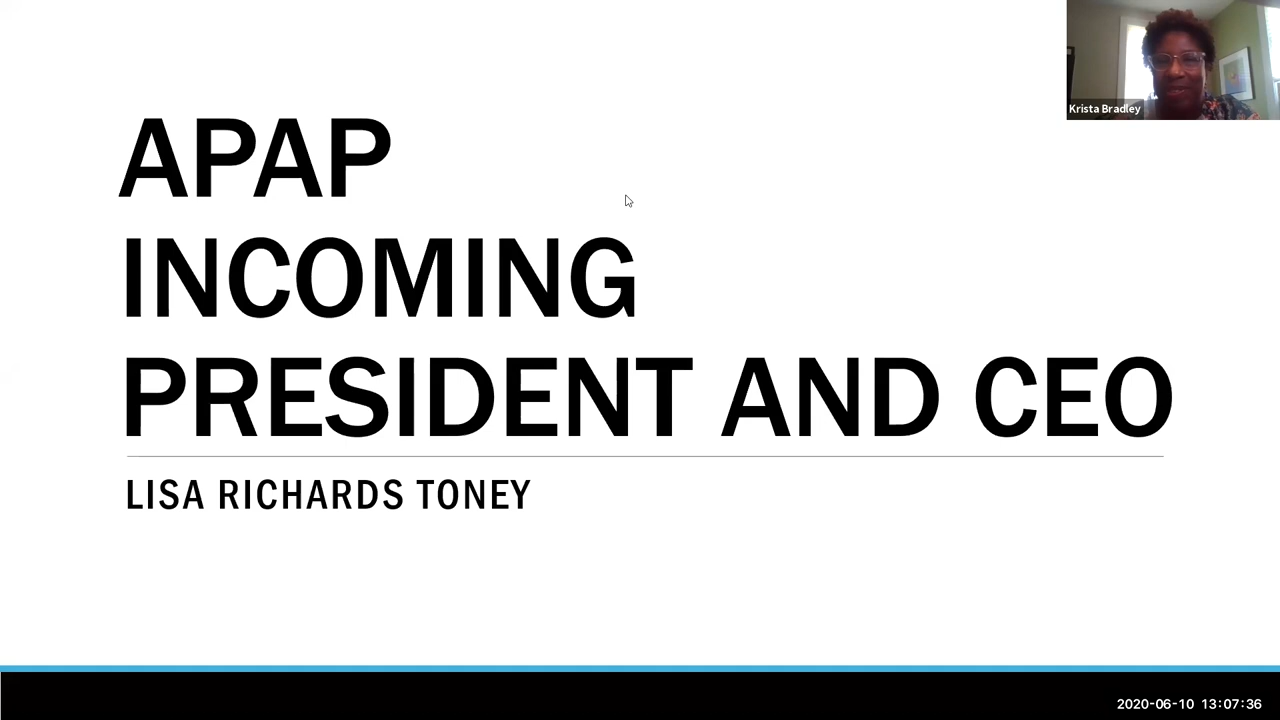 Krista Bradley
APAP
INCOMING
PRESIDENT AND CEO
LISA RICHARDS TONEY
2020-06-10 13:07:36